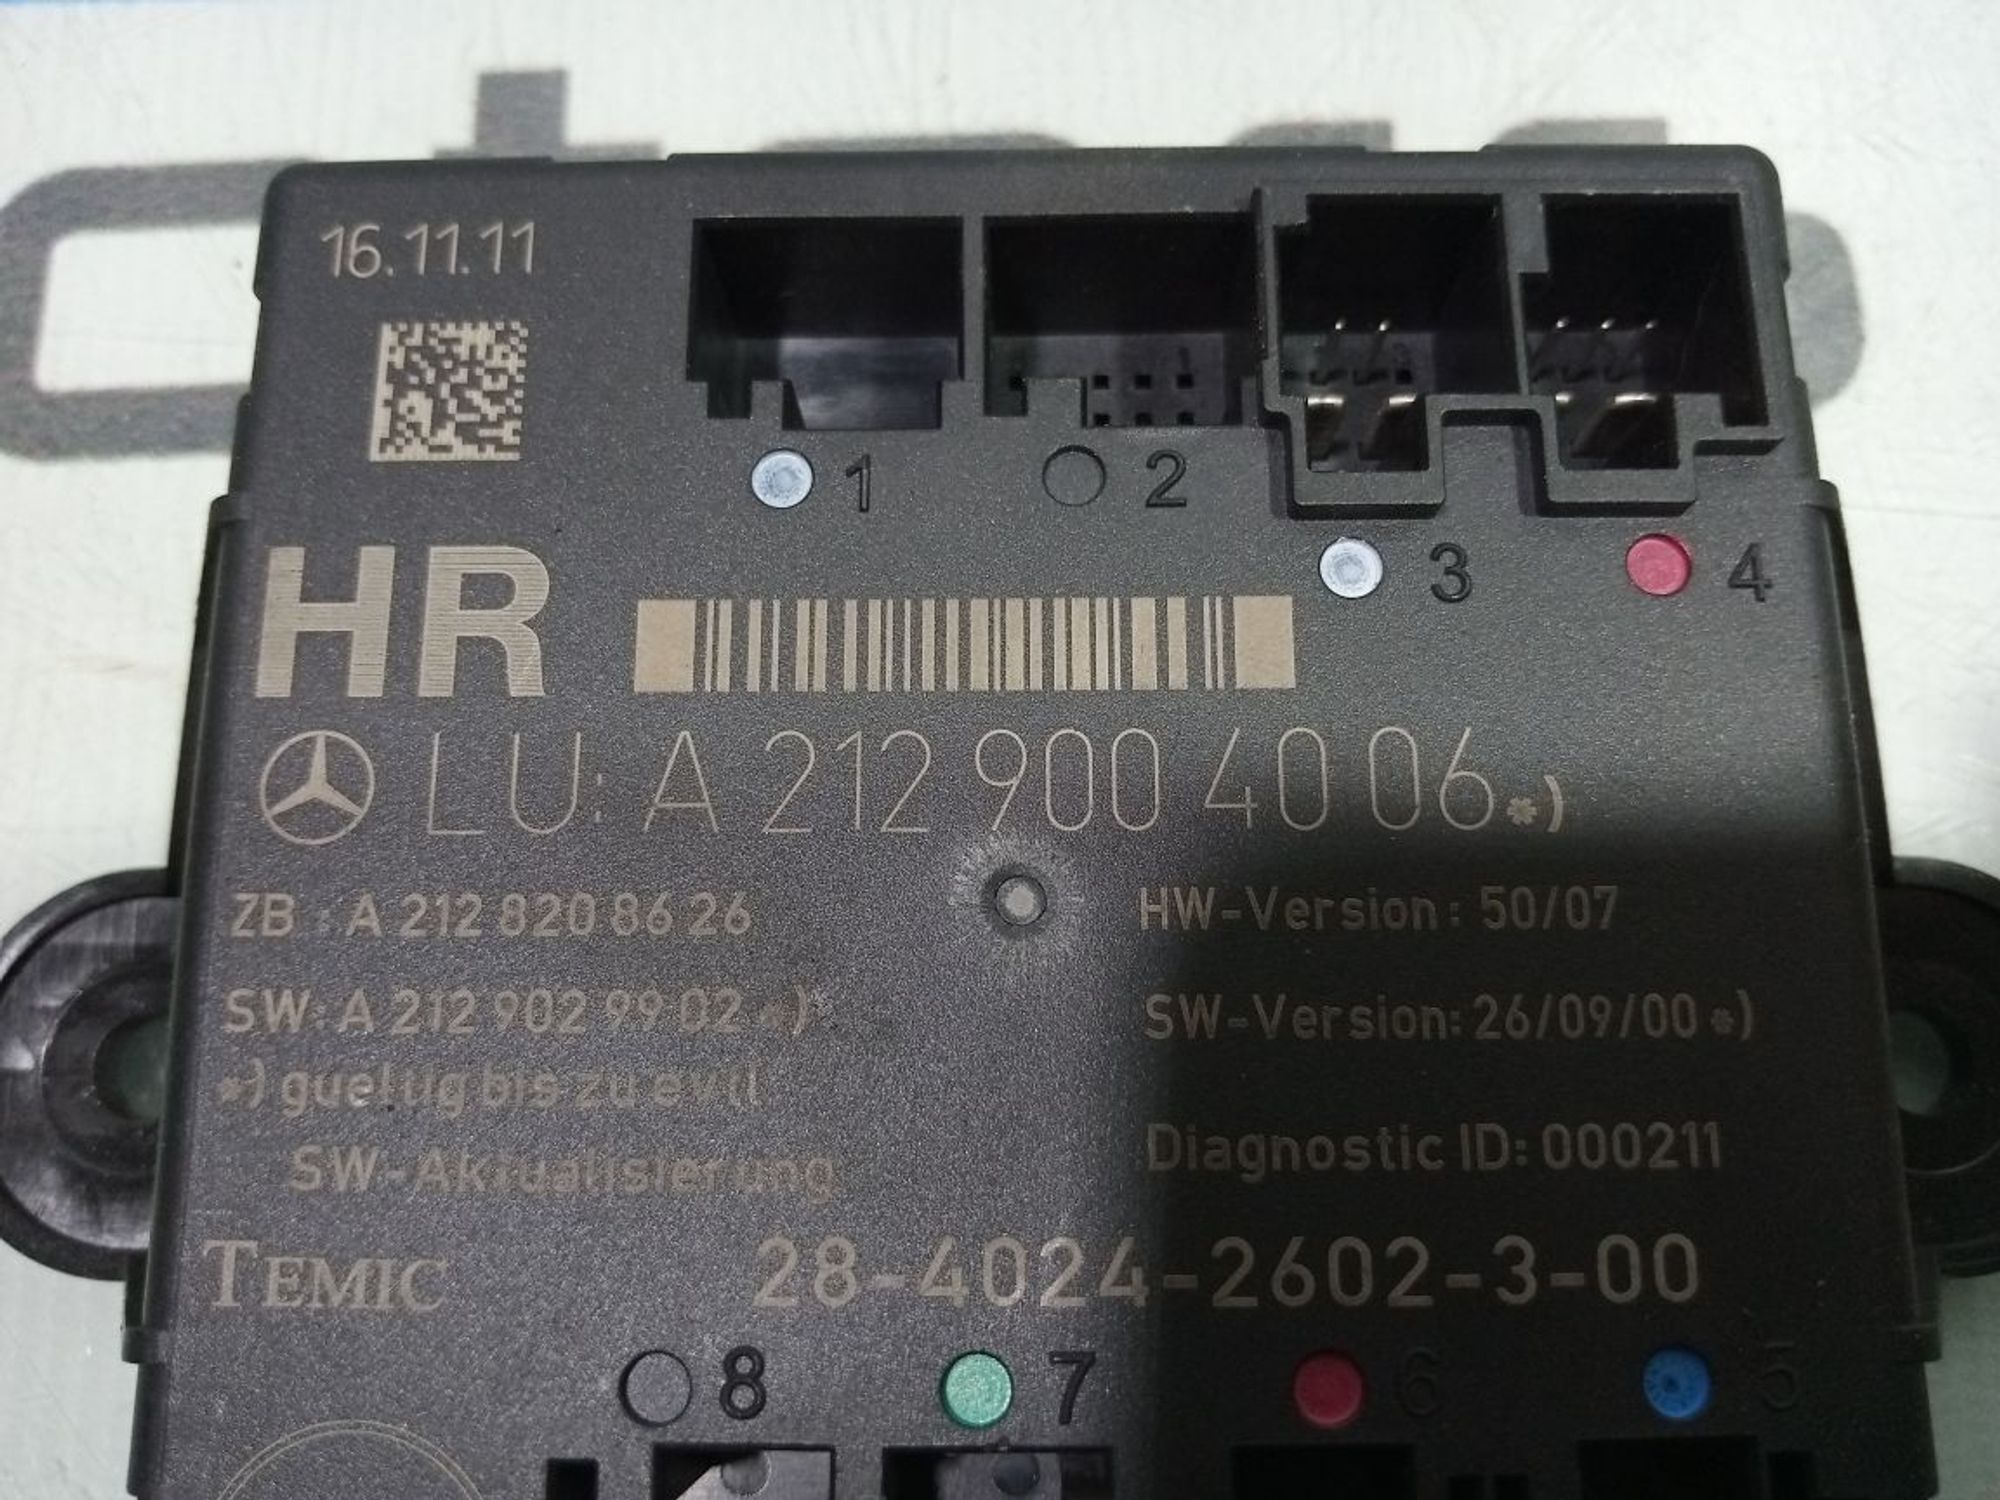 16.11.11
1
2
3
4
HR
LU: A 212 900 40 06 *)
ZB : A 212 820 86 26
HW-Version: 50/07
SW: A 212 902 99 02 *)
SW-Version: 26/09/00 *)
*) gueltig bis zu evtl
SW-Aktualisierung
Diagnostic ID: 000211
TEMIC
28-4024-2602-3-00
8
7
6
5